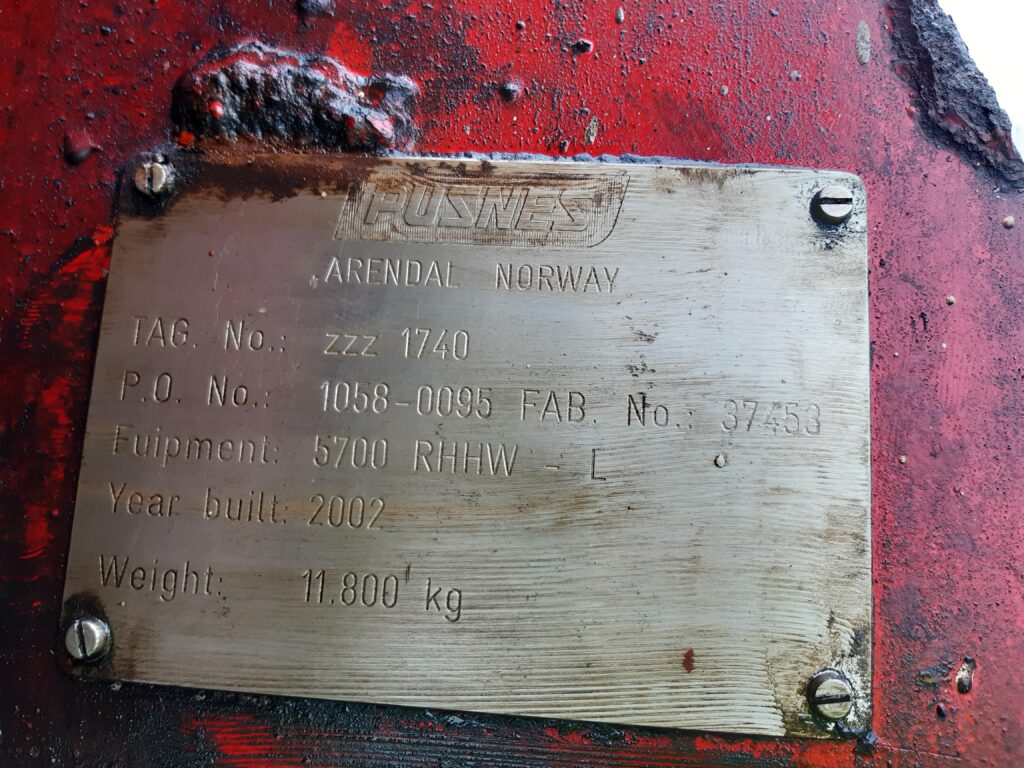 PUSNES
ARENDAL NORWAY
TAG. No.: zzz 1740
P.O. No.: 1058-0095 FAB. No.: 37453
Euipment: 5700 RHHW - L
Year built: 2002
Weight: 11.800 kg